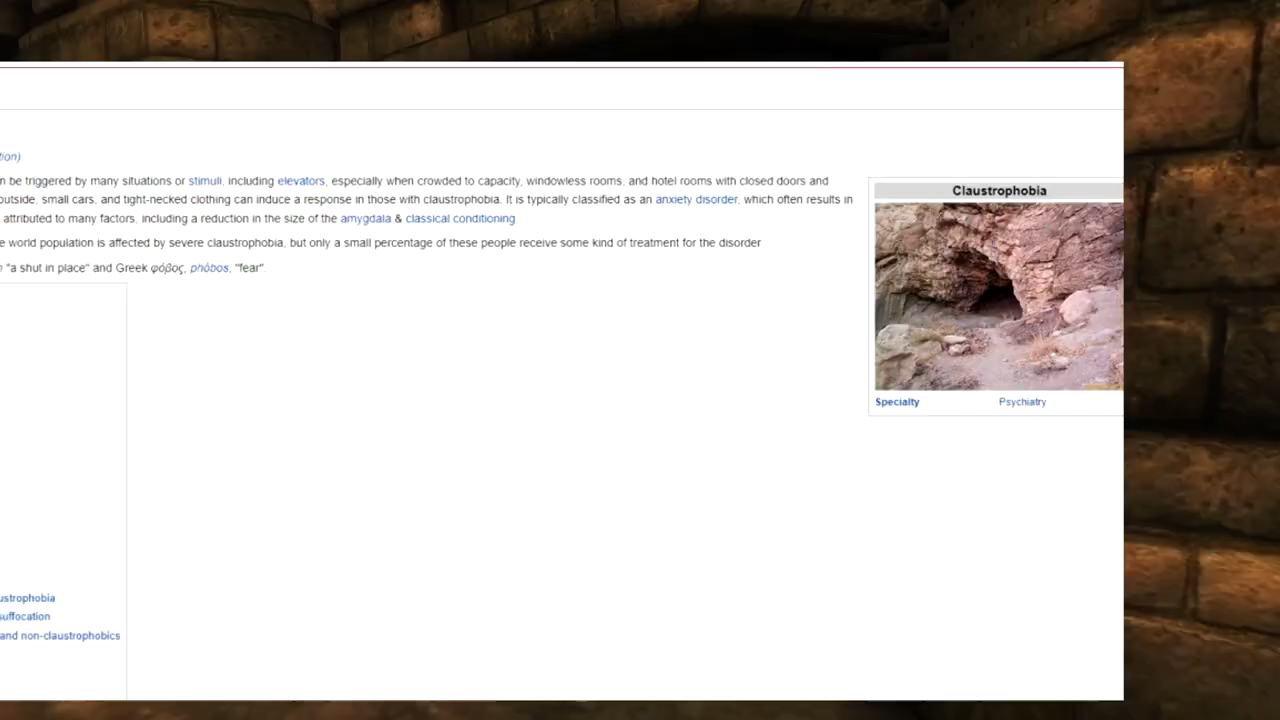 tion)
n be triggered by many situations or stimuli, including elevators, especially when crowded to capacity, windowless rooms, and hotel rooms with closed doors and
outside, small cars, and tight-necked clothing can induce a response in those with claustrophobia. It is typically classified as an anxiety disorder, which often results in
attributed to many factors, including a reduction in the size of the amygdala & classical conditioning
e world population is affected by severe claustrophobia, but only a small percentage of these people receive some kind of treatment for the disorder
"a shut in place" and Greek φόβος, phóbos, "fear".
Claustrophobia
Specialty Psychiatry
ustrophobia
suffocation
and non-claustrophobics